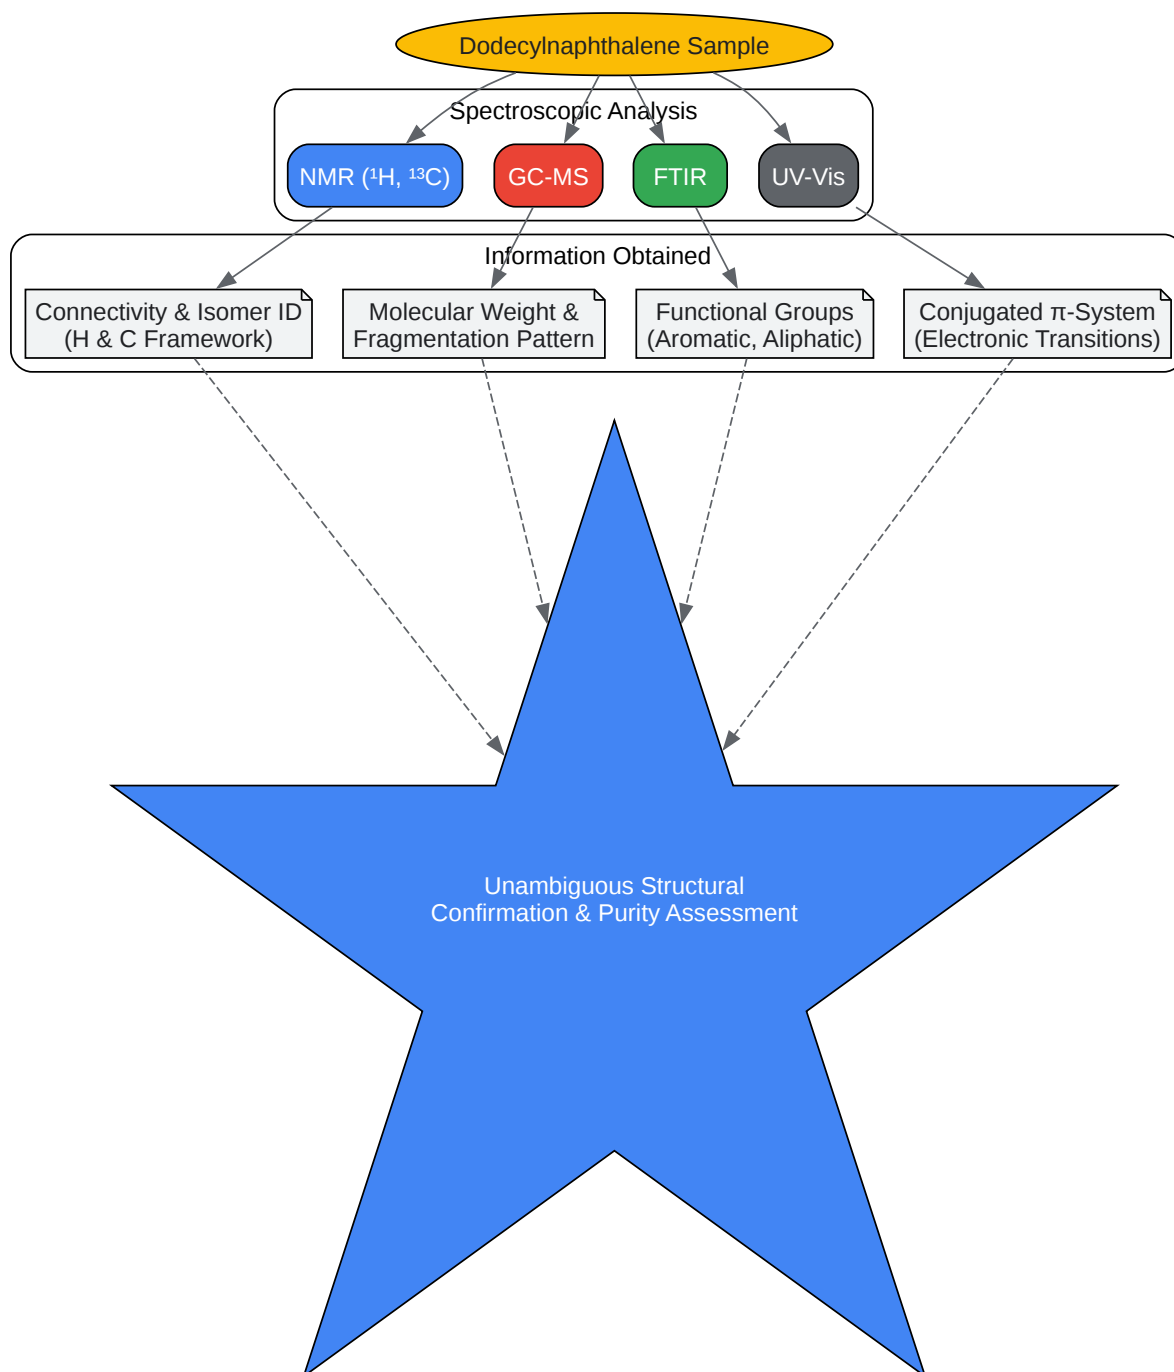 Dodecylnaphthalene Sample
Spectroscopic Analysis
NMR (¹H, ¹³C)
GC-MS
FTIR
UV-Vis
Information Obtained
Connectivity & Isomer ID
(H & C Framework)
Molecular Weight &
Fragmentation Pattern
Functional Groups
(Aromatic, Aliphatic)
Conjugated π-System
(Electronic Transitions)
Unambiguous Structural
Confirmation & Purity Assessment